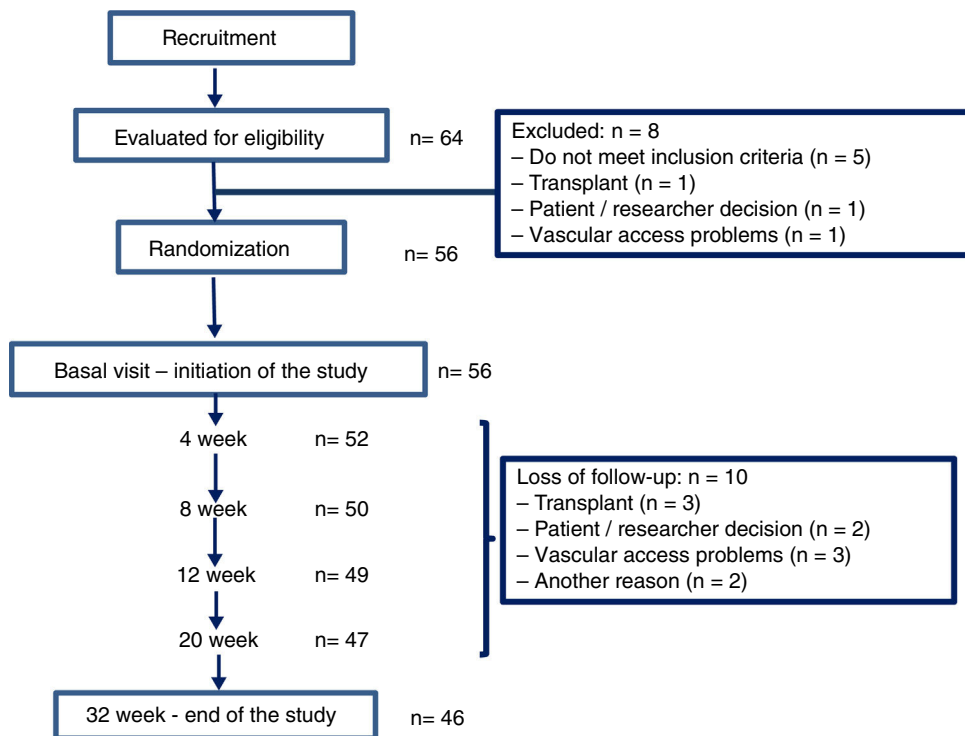 Recruitment
Evaluated for eligibility
n= 64
Excluded: n = 8
– Do not meet inclusion criteria (n = 5)
– Transplant (n = 1)
– Patient / researcher decision (n = 1)
– Vascular access problems (n = 1)
Randomization
n= 56
Basal visit – initiation of the study
n= 56
4 week n= 52
8 week n= 50
12 week n= 49
20 week n= 47
Loss of follow-up: n = 10
– Transplant (n = 3)
– Patient / researcher decision (n = 2)
– Vascular access problems (n = 3)
– Another reason (n = 2)
32 week - end of the study
n= 46